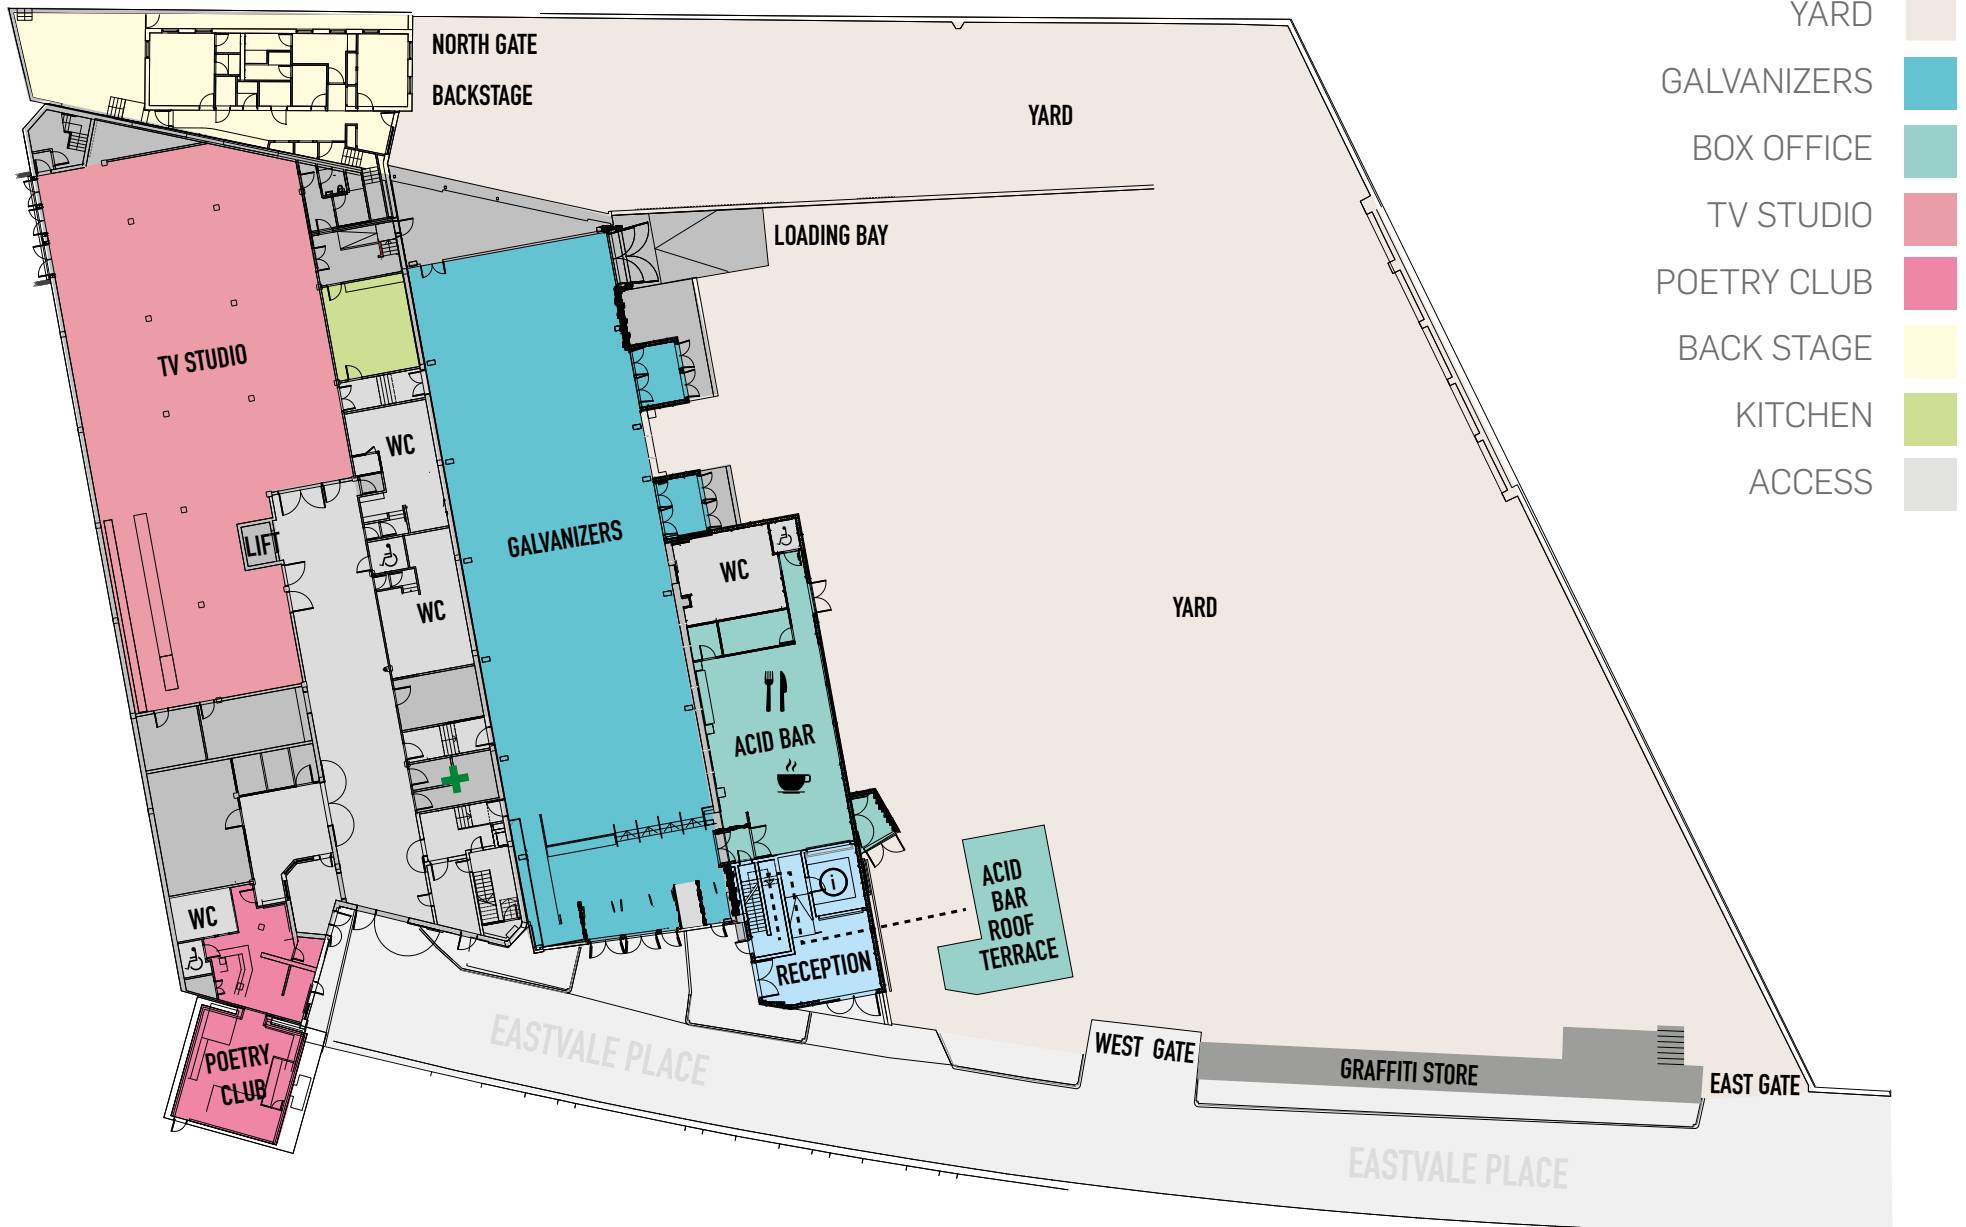 NORTH GATE
BACKSTAGE
YARD
LOADING BAY
TV STUDIO
WC
LIFT
GALVANIZERS
WC
WC
YARD
ACID BAR
WC
ACID
BAR
ROOF
TERRACE
i
RECEPTION
POETRY
CLUB
EASTVALE PLACE
WEST GATE
GRAFFITI STORE
EAST GATE
EASTVALE PLACE
YARD
GALVANIZERS
BOX OFFICE
TV STUDIO
POETRY CLUB
BACK STAGE
KITCHEN
ACCESS